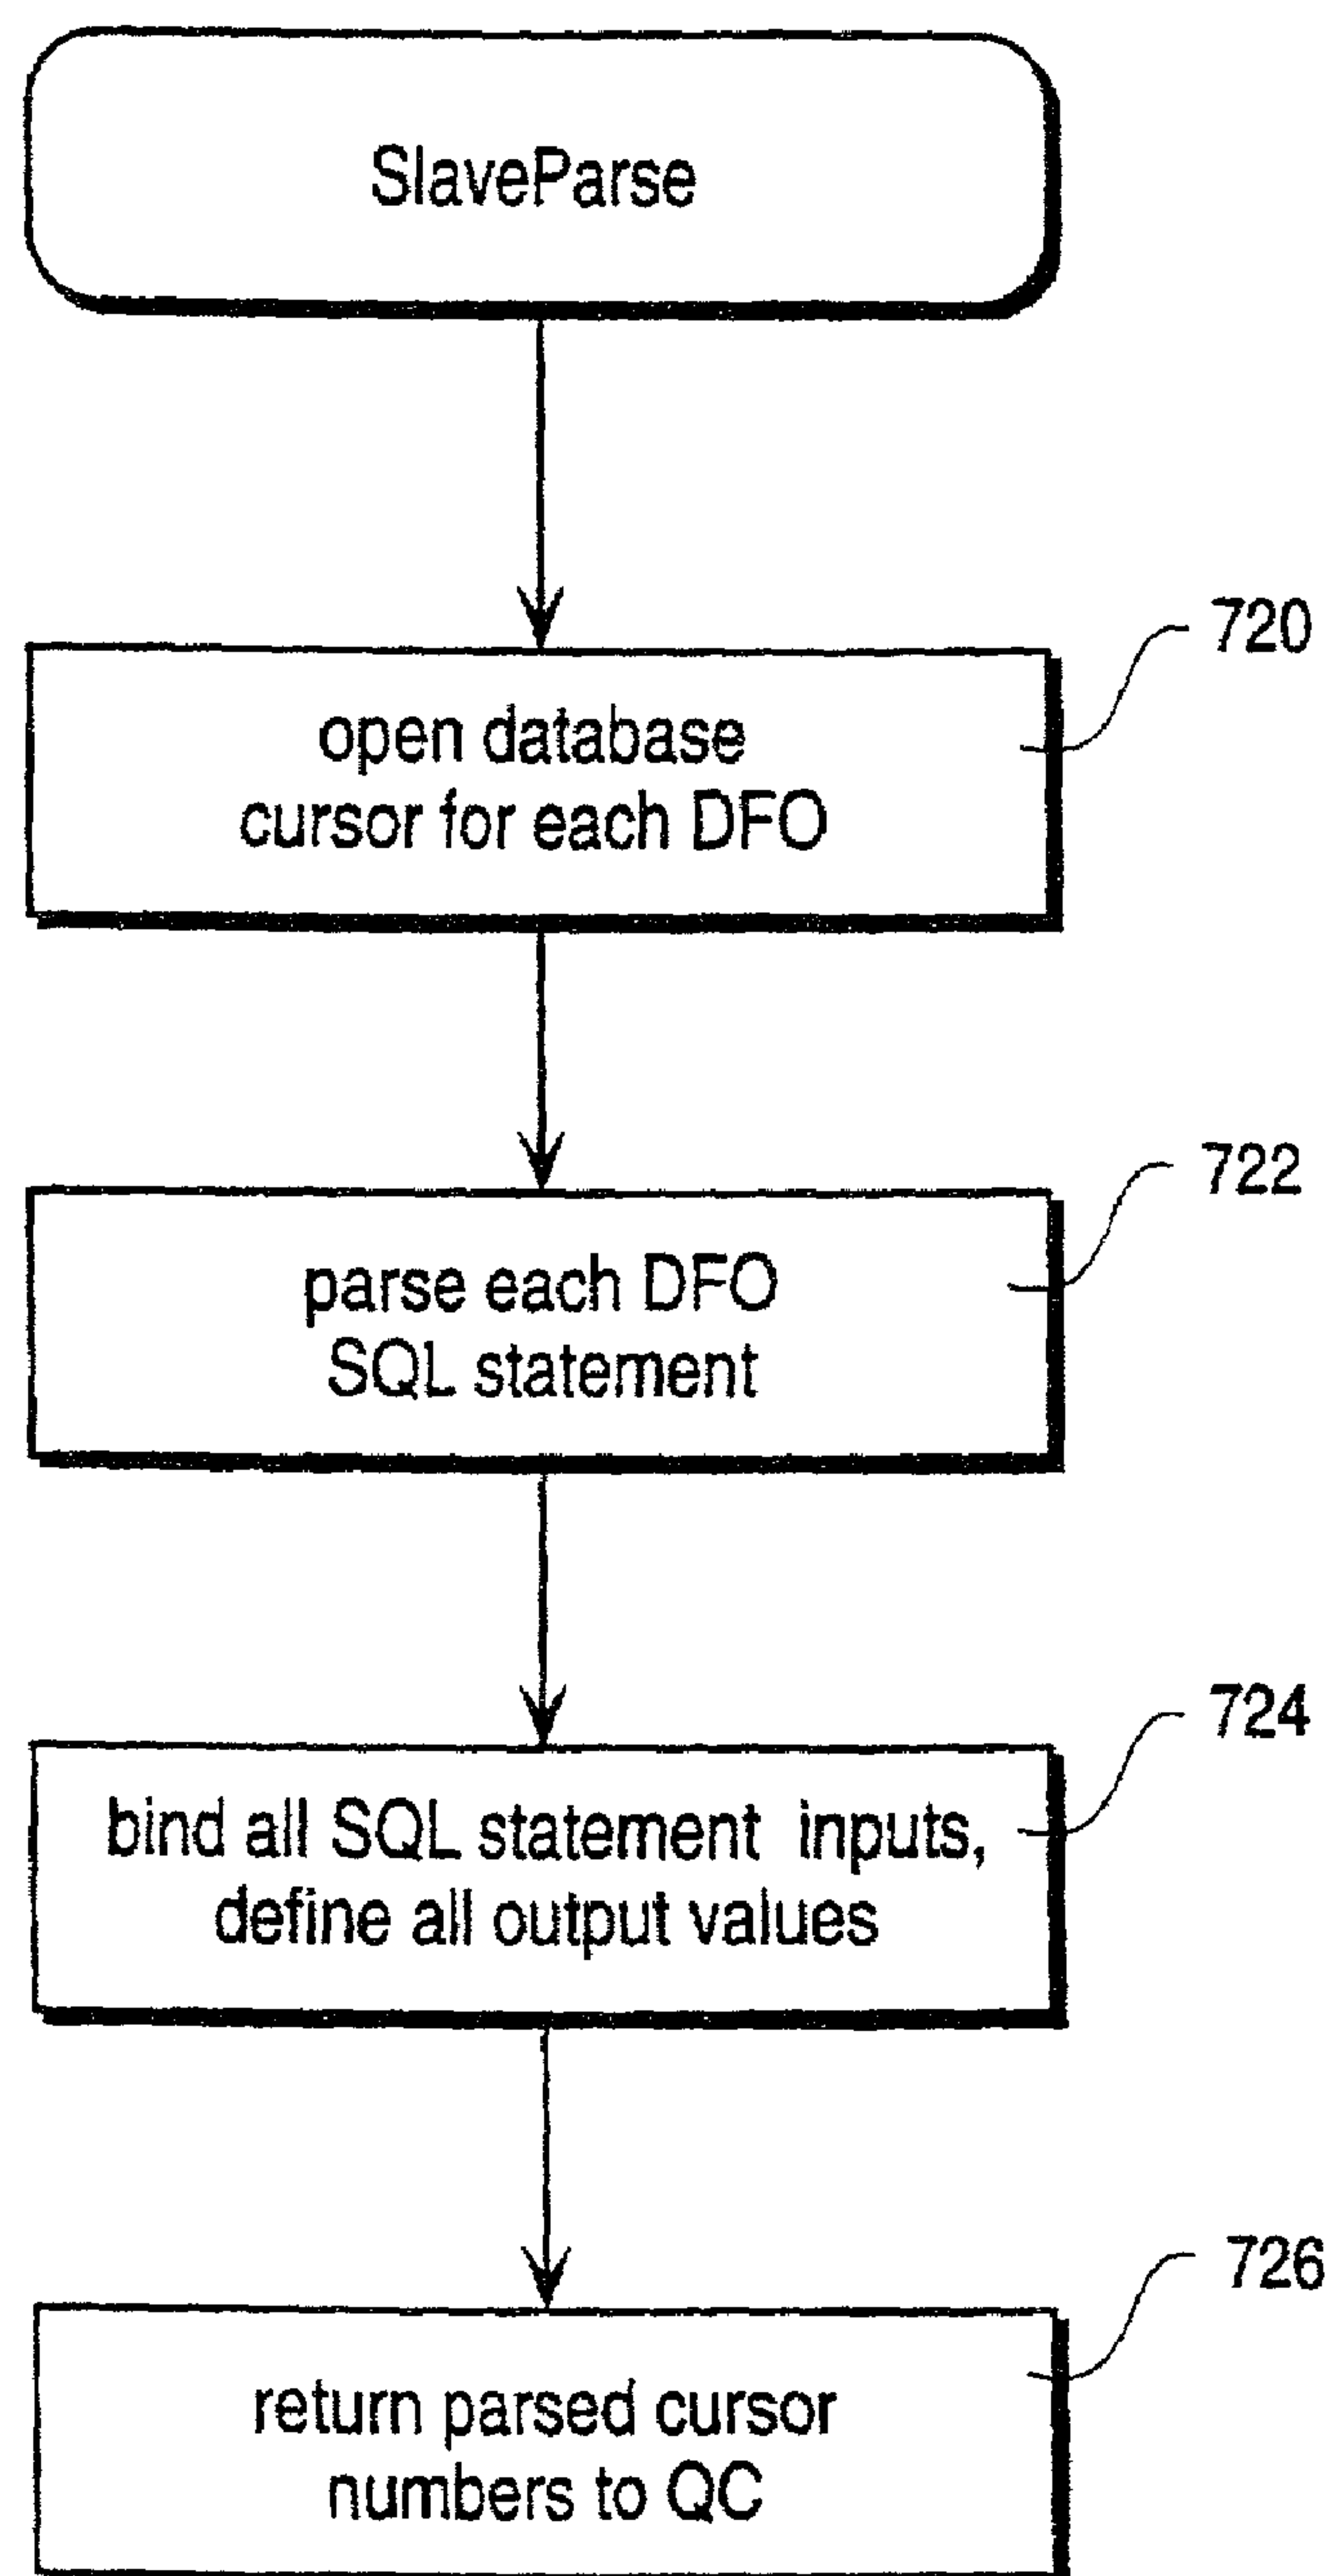 SlaveParse
720
open database
cursor for each DFO
722
parse each DFO
SQL statement
724
bind all SQL statement inputs,
define all output values
726
return parsed cursor
numbers to QC